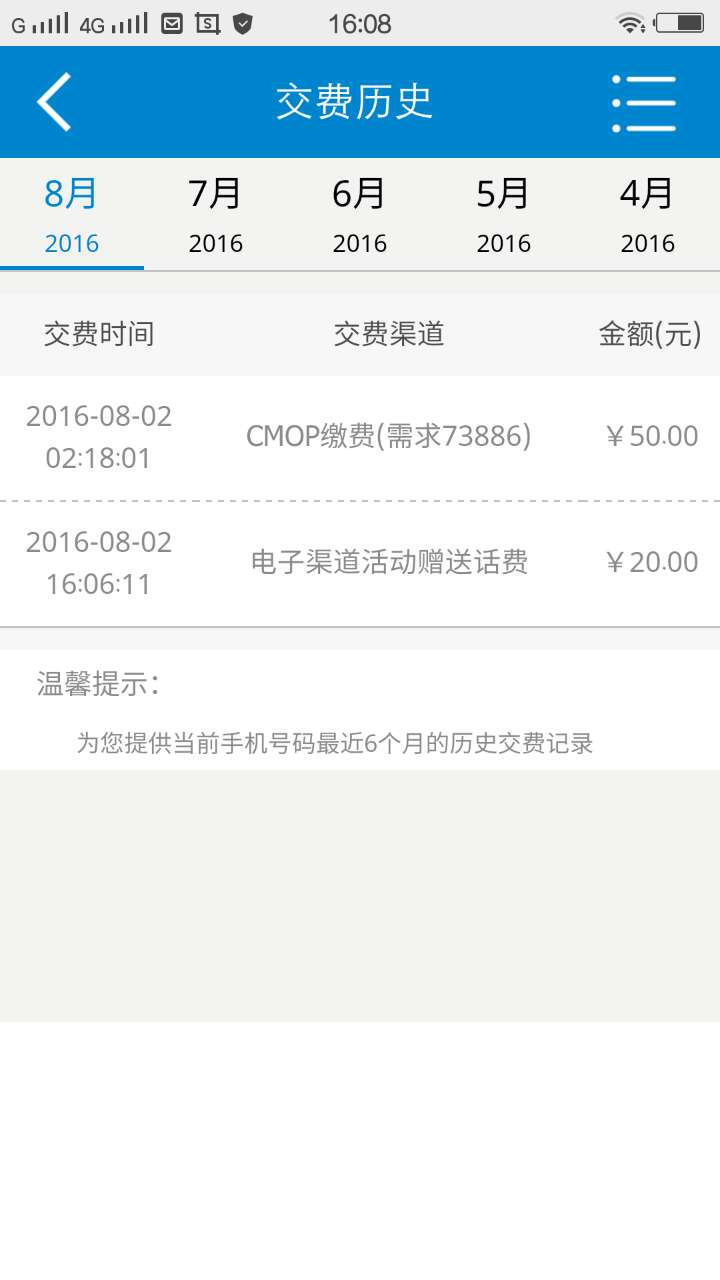 G 4G 16:08
交费历史
8月 7月 6月 5月 4月
2016 2016 2016 2016 2016
交费时间 交费渠道 金额(元)
2016-08-02
CMOP缴费(需求73886) ￥50.00
02:18:01
2016-08-02
电子渠道活动赠送话费 ￥20.00
16:06:11
温馨提示：
为您提供当前手机号码最近6个月的历史交费记录